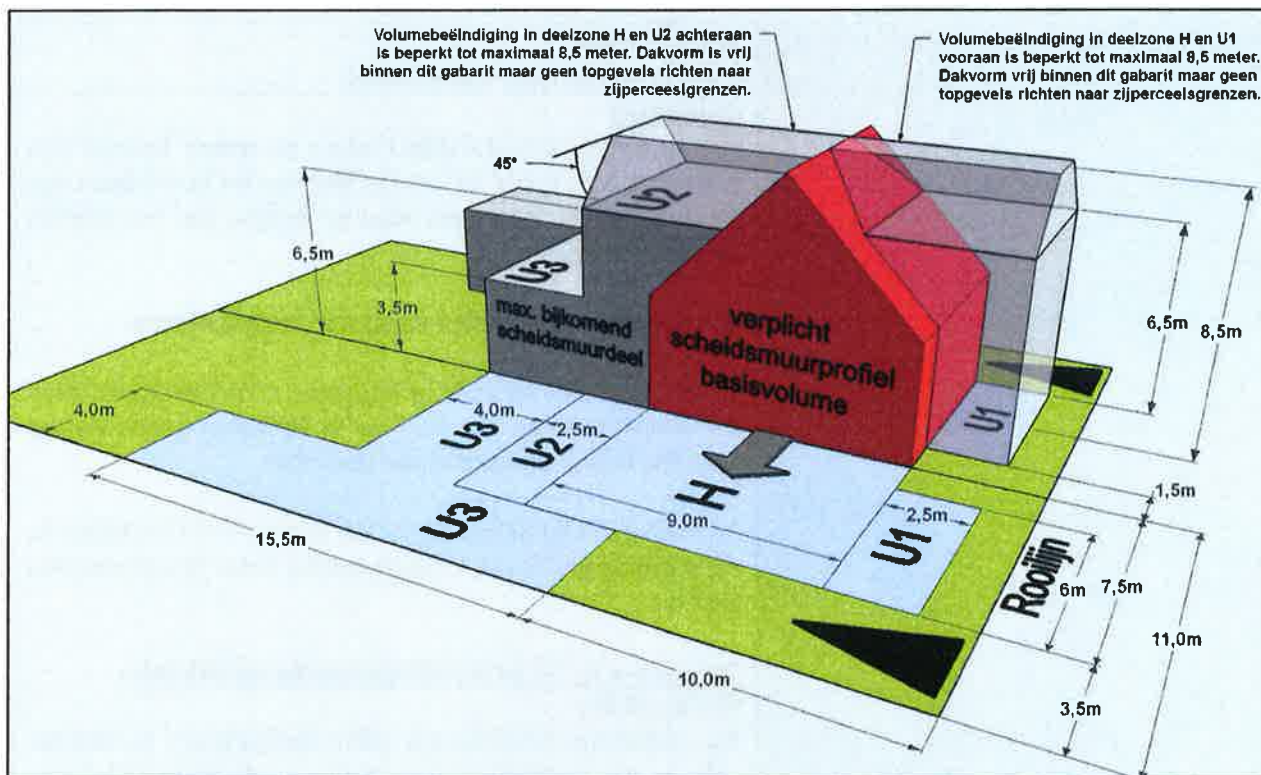 Volumebeëindiging in deelzone H en U2 achteraan
is beperkt tot maximaal 8,5 meter. Dakvorm is vrij
binnen dit gabarit maar geen topgevels richten naar
zijperceelsgrenzen.
Volumebeëindiging in deelzone H en U1
vooraan is beperkt tot maximaal 8,5 meter.
Dakvorm vrij binnen dit gabarit maar geen
topgevels richten naar zijperceelsgrenzen.
45°
U2
6,5m
U3
3,5m
max. bijkomend
scheidsmuurdeel
verplicht
scheidsmuurprofiel
basisvolume
6,5m
8,5m
U1
4,0m
4,0m
U3
2,5m
U2
H
U3
9,0m
2,5m
U1
1,5m
Rooilijn
6m
7,5m
11,0m
15,5m
10,0m
3,5m